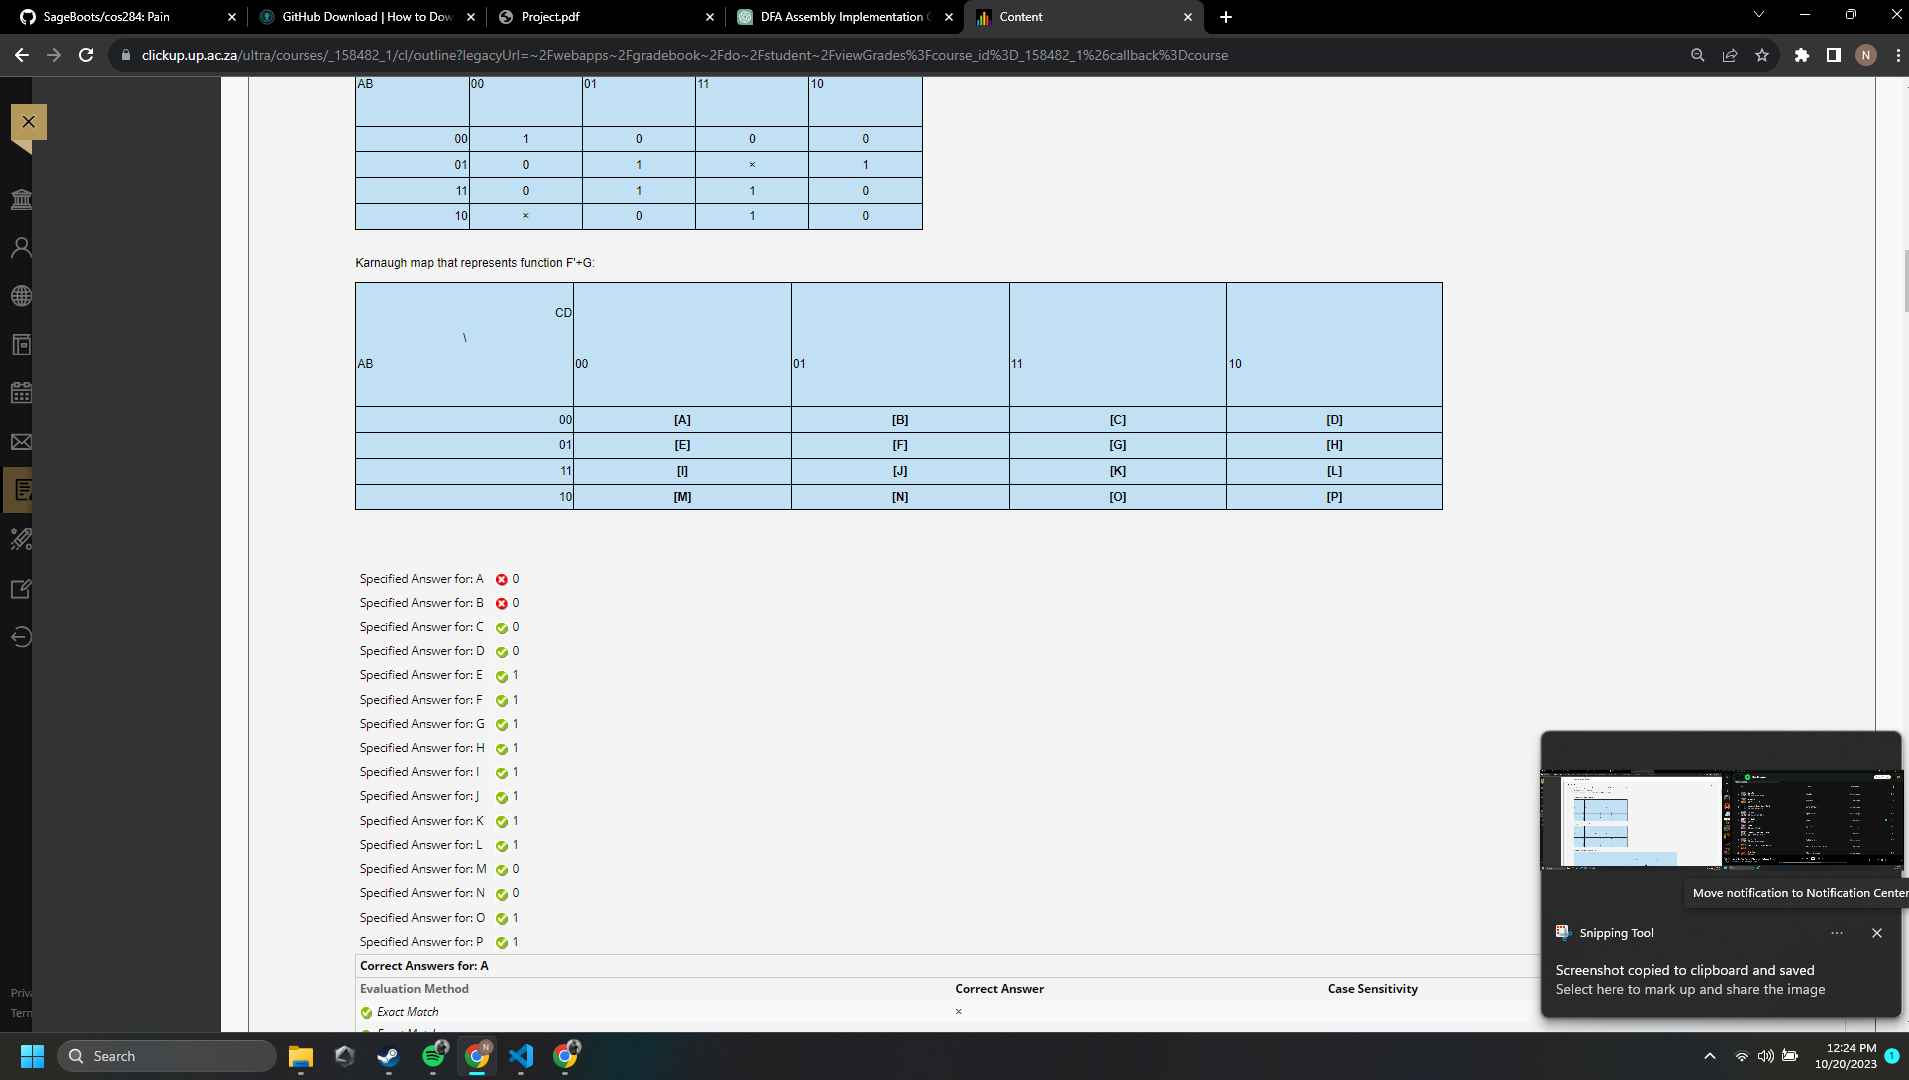 SageBoots/cos284: Pain
GitHub Download | How to Dow
Project.pdf
DFA Assembly Implementation
Content
clickup.up.ac.za/ultra/courses/_158482_1/cl/outline?legacyUrl=~2Fwebapps~2Fgradebook~2Fdo~2Fstudent~2FviewGrades%3Fcourse_id%3D_158482_1%26callback%3Dcourse
N
AB 00 01 11 10
00 1 0 0 0
01 0 1 × 1
11 0 1 1 0
10 × 0 1 0
Karnaugh map that represents function F'+G:
CD
\
AB 00 01 11 10
00 [A] [B] [C] [D]
01 [E] [F] [G] [H]
11 [I] [J] [K] [L]
10 [M] [N] [O] [P]
Specified Answer for: A 0
Specified Answer for: B 0
Specified Answer for: C 0
Specified Answer for: D 0
Specified Answer for: E 1
Specified Answer for: F 1
Specified Answer for: G 1
Specified Answer for: H 1
Specified Answer for: I 1
Specified Answer for: J 1
Specified Answer for: K 1
Specified Answer for: L 1
Specified Answer for: M 0
Specified Answer for: N 0
Specified Answer for: O 1
Specified Answer for: P 1
Correct Answers for: A
Evaluation Method Correct Answer Case Sensitivity
Exact Match ×
Priva
Term
Move notification to Notification Center
Snipping Tool
Screenshot copied to clipboard and saved
Select here to mark up and share the image
Search
12:24 PM
10/20/2023
1